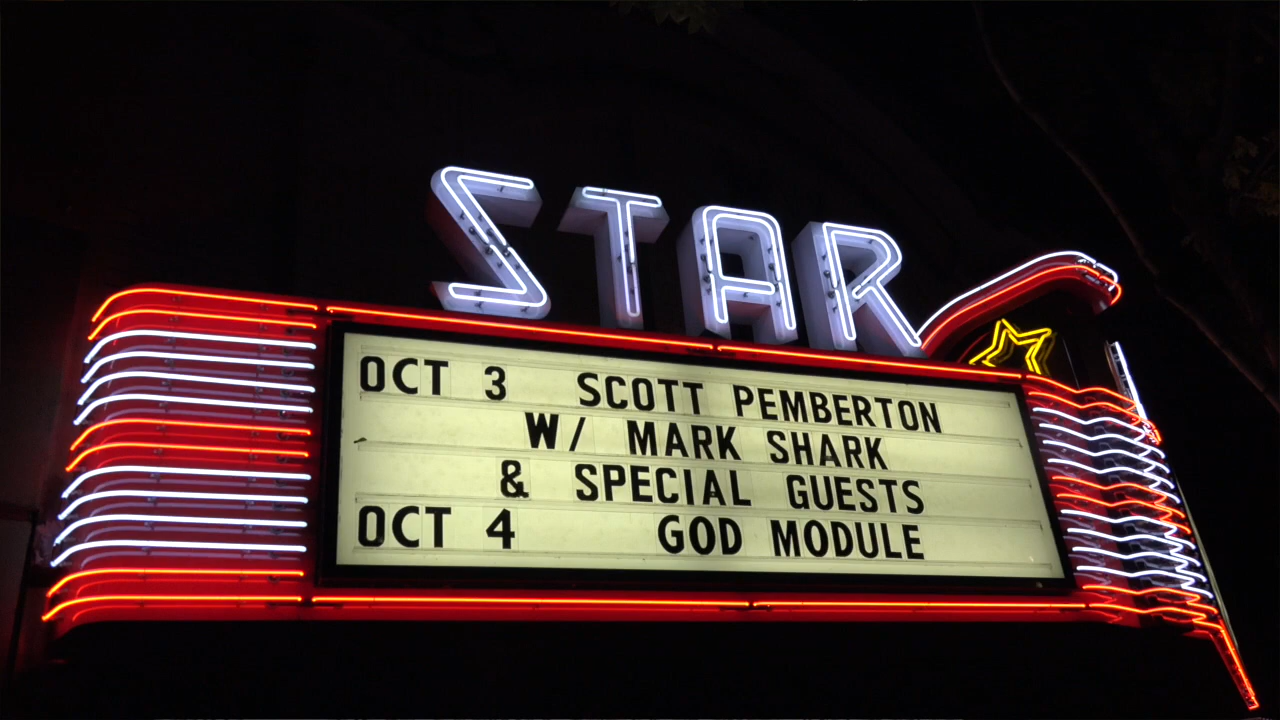 STAR
OCT 3 SCOTT PEMBERTON
W/ MARK SHARK
& SPECIAL GUESTS
OCT 4 GOD MODULE